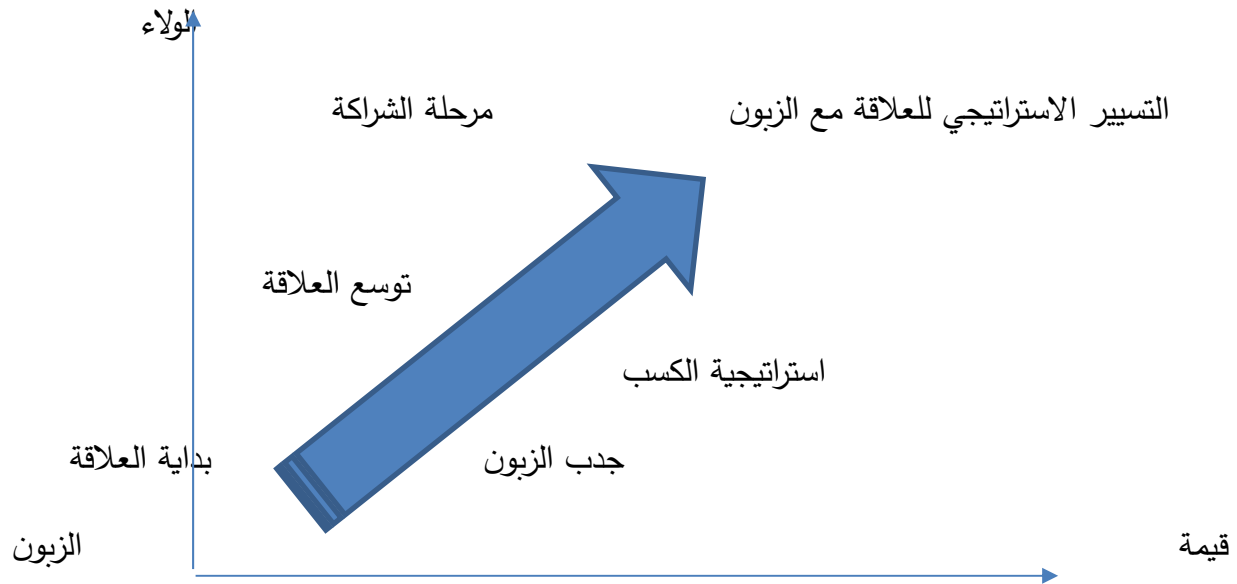 الولاء
التسيير الاستراتيجي للعلاقة مع الزبون
مرحلة الشراكة
توسع العلاقة
استراتيجية الكسب
جدب الزبون
بداية العلاقة
قيمة
الزبون